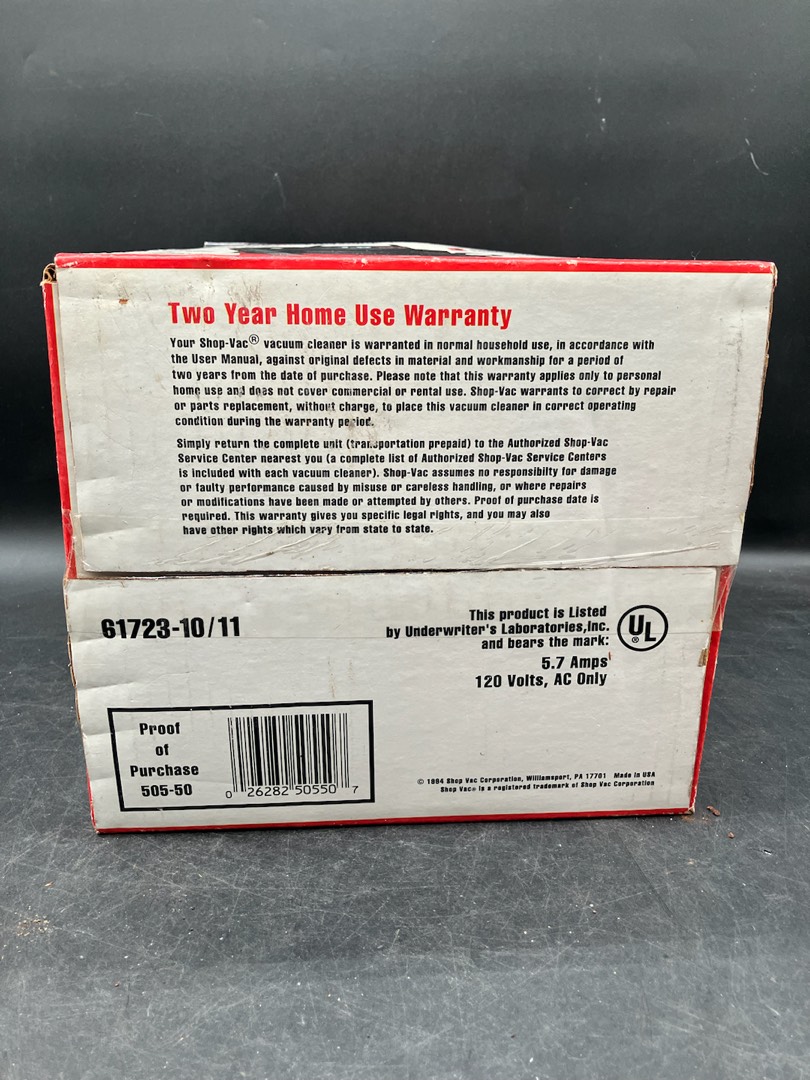 Two Year Home Use Warranty
Your Shop-Vac® vacuum cleaner is warranted in normal household use, in accordance with
the User Manual, against original defects in material and workmanship for a period of
two years from the date of purchase. Please note that this warranty applies only to personal
home use and does not cover commercial or rental use. Shop-Vac warrants to correct by repair
or parts replacement, without charge, to place this vacuum cleaner in correct operating
condition during the warranty period.
Simply return the complete unit (transportation prepaid) to the Authorized Shop-Vac
Service Center nearest you (a complete list of Authorized Shop-Vac Service Centers
is included with each vacuum cleaner). Shop-Vac assumes no responsibilty for damage
or faulty performance caused by misuse or careless handling, or where repairs
or modifications have been made or attempted by others. Proof of purchase date is
required. This warranty gives you specific legal rights, and you may also
have other rights which vary from state to state.
61723-10/11
This product is Listed
by Underwriter's Laboratories,Inc.
and bears the mark:
UL®
5.7 Amps
120 Volts, AC Only
Proof
of
Purchase
505-50
0 26282 50550 7
© 1994 Shop Vac Corporation, Williamsport, PA 17701 Made in USA
Shop Vac® is a registered trademark of Shop Vac Corporation